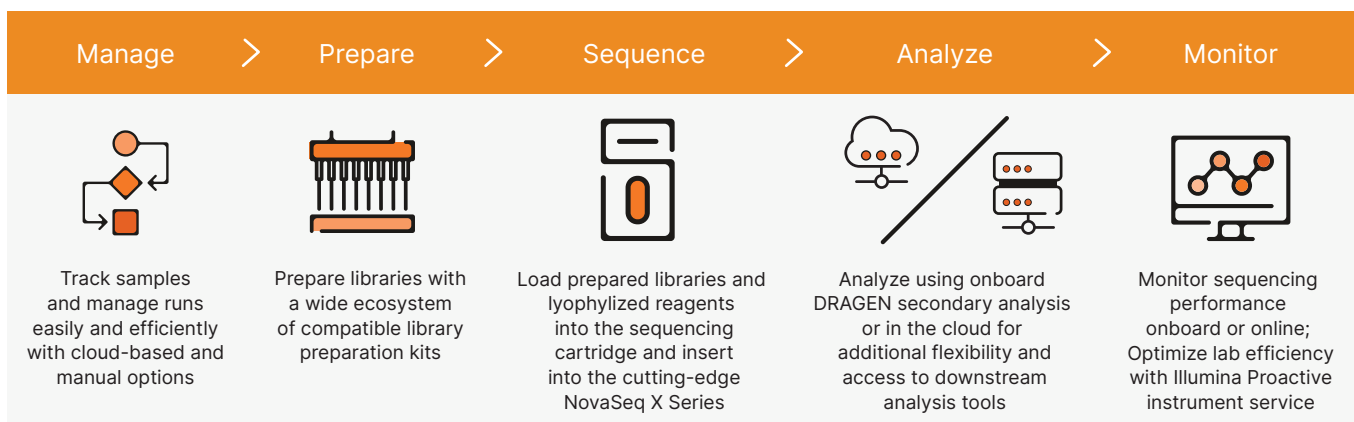 Manage
Prepare
Sequence
Analyze
Monitor
Track samples
and manage runs
easily and efficiently
with cloud-based and
manual options
Prepare libraries with
a wide ecosystem
of compatible library
preparation kits
Load prepared libraries and
lyophylized reagents
into the sequencing
cartridge and insert
into the cutting-edge
NovaSeq X Series
Analyze using onboard
DRAGEN secondary analysis
or in the cloud for
additional flexibility and
access to downstream
analysis tools
Monitor sequencing
performance
onboard or online;
Optimize lab efficiency
with Illumina Proactive
instrument service